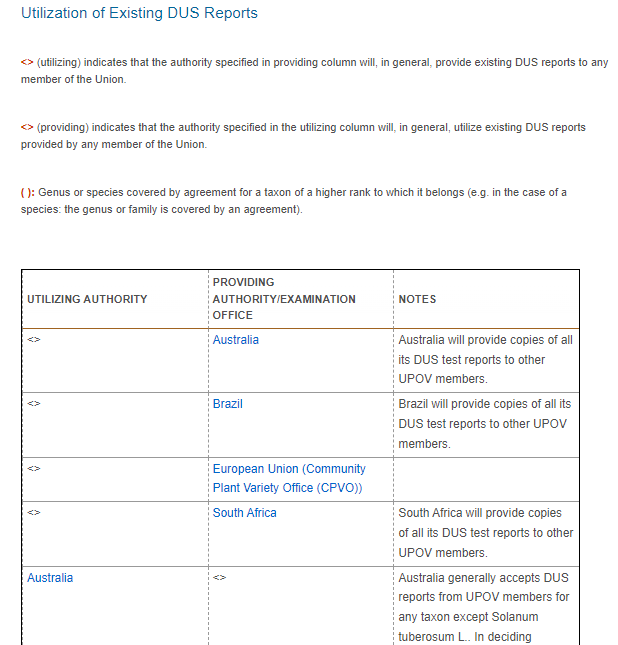 Utilization of Existing DUS Reports
<> (utilizing) indicates that the authority specified in providing column will, in general, provide existing DUS reports to any
member of the Union.
<> (providing) indicates that the authority specified in the utilizing column will, in general, utilize existing DUS reports
provided by any member of the Union.
( ): Genus or species covered by agreement for a taxon of a higher rank to which it belongs (e.g. in the case of a
species: the genus or family is covered by an agreement).
UTILIZING AUTHORITY
PROVIDING
AUTHORITY/EXAMINATION
OFFICE
NOTES
<>
Australia
Australia will provide copies of all
its DUS test reports to other
UPOV members.
<>
Brazil
Brazil will provide copies of all its
DUS test reports to other UPOV
members.
<>
European Union (Community
Plant Variety Office (CPVO))
<>
South Africa
South Africa will provide copies
of all its DUS test reports to other
UPOV members.
Australia
<>
Australia generally accepts DUS
reports from UPOV members for
any taxon except Solanum
tuberosum L.. In deciding